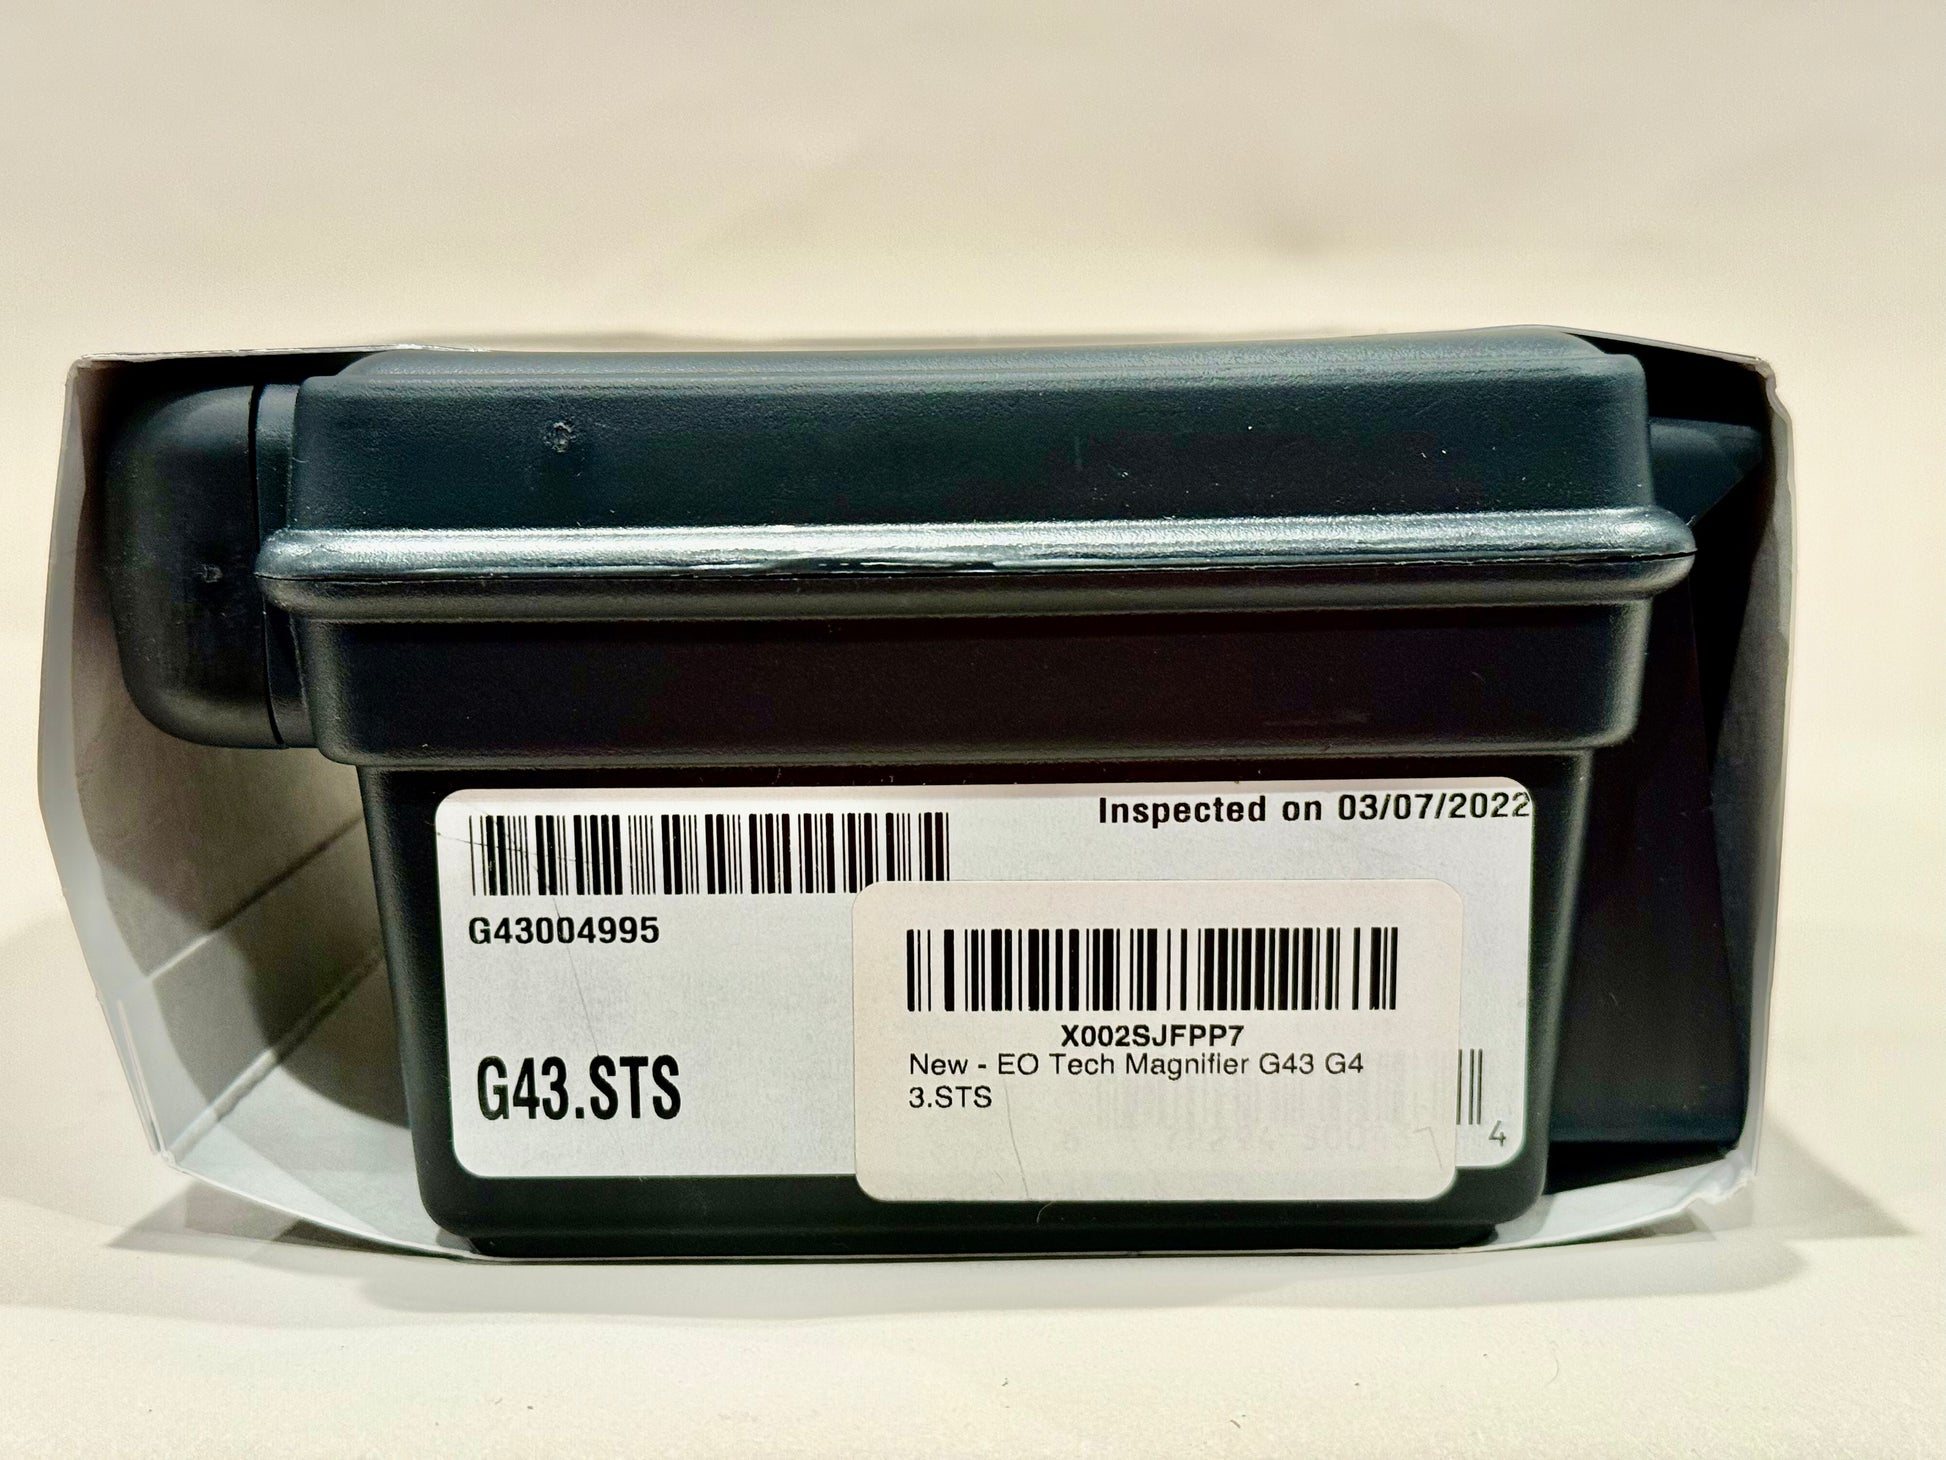 Inspected on 03/07/2022
G43004995
G43.STS
X002SJFPP7
New - EO Tech Magnifier G43 G4
3.STS
4